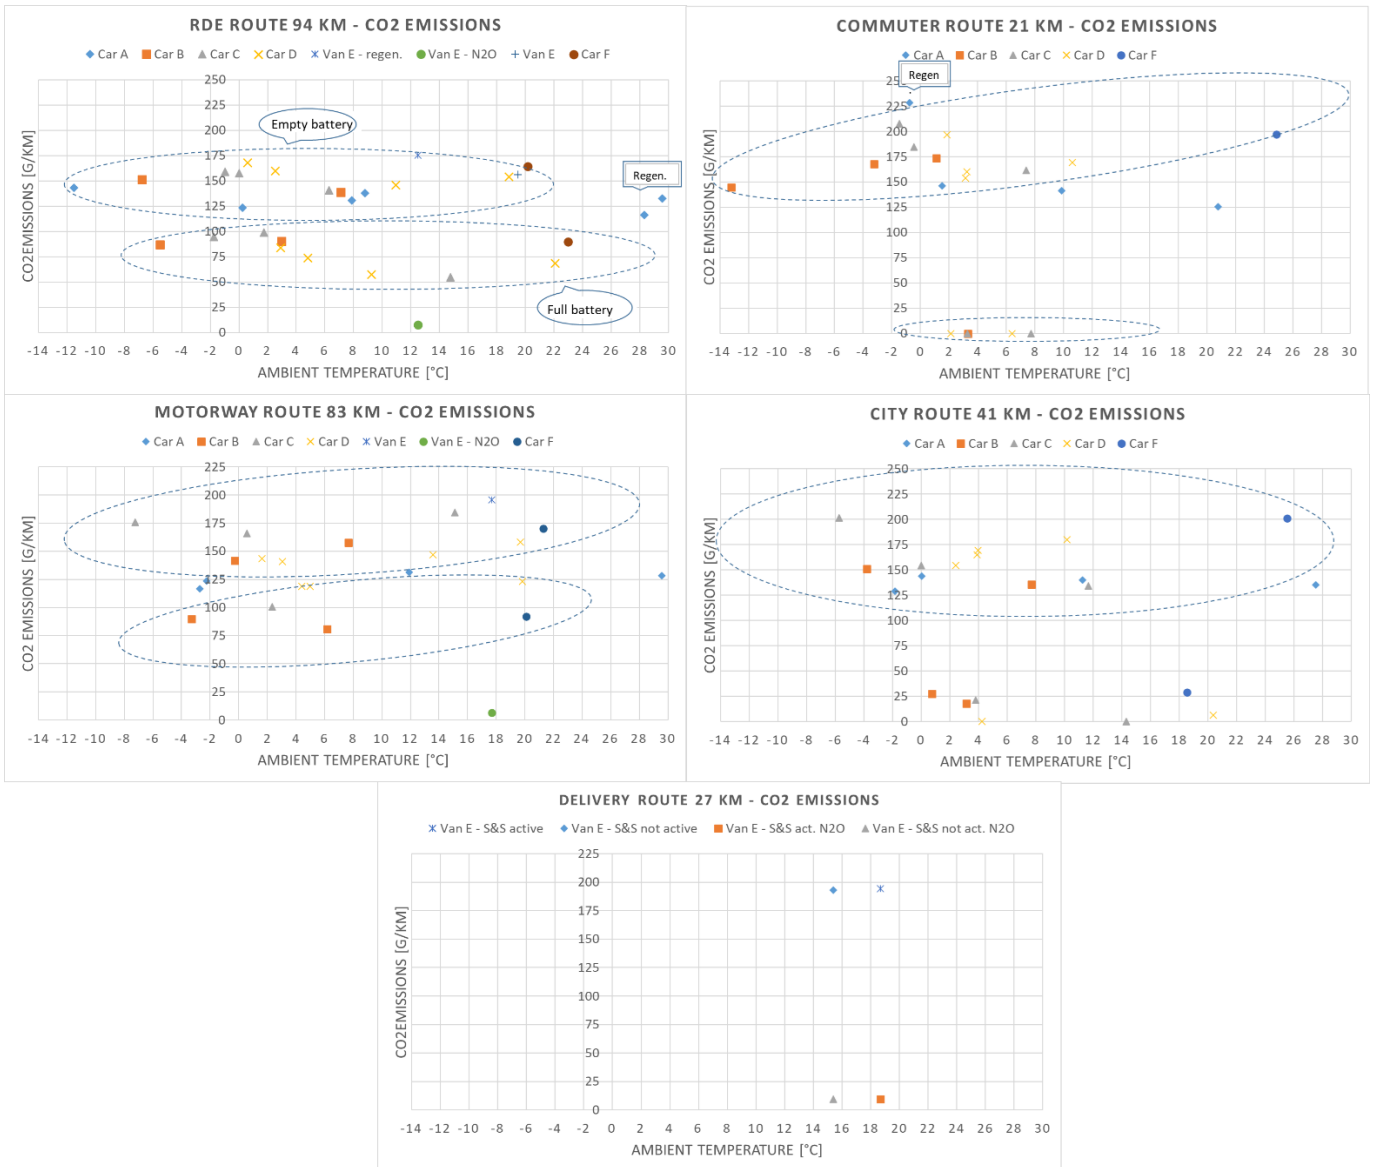 RDE ROUTE 94 KM - CO2 EMISSIONS
Car A Car B Car C Car D Van E - regen. Van E - N2O Van E Car F
250
225
200
175
150
125
100
75
50
25
0
CO2EMISSIONS [G/KM]
Empty battery
Regen.
Full battery
-14 -12 -10 -8 -6 -4 -2 0 2 4 6 8 10 12 14 16 18 20 22 24 26 28 30
AMBIENT TEMPERATURE [°C]
COMMUTER ROUTE 21 KM - CO2 EMISSIONS
Car A Car B Car C Car D Car F
Regen
250
225
200
175
150
125
100
75
50
25
0
CO2 EMISSIONS [G/KM]
-14 -12 -10 -8 -6 -4 -2 0 2 4 6 8 10 12 14 16 18 20 22 24 26 28 30
AMBIENT TEMPERATURE [°C]
MOTORWAY ROUTE 83 KM - CO2 EMISSIONS
Car A Car B Car C Car D Van E Van E - N2O Car F
225
200
175
150
125
100
75
50
25
0
CO2 EMISSIONS [G/KM]
-14 -12 -10 -8 -6 -4 -2 0 2 4 6 8 10 12 14 16 18 20 22 24 26 28 30
AMBIENT TEMPERATURE [°C]
CITY ROUTE 41 KM - CO2 EMISSIONS
Car A Car B Car C Car D Car F
250
225
200
175
150
125
100
75
50
25
0
CO2 EMISSIONS [G/KM]
-14 -12 -10 -8 -6 -4 -2 0 2 4 6 8 10 12 14 16 18 20 22 24 26 28 30
AMBIENT TEMPERATURE [°C]
DELIVERY ROUTE 27 KM - CO2 EMISSIONS
Van E - S&S active Van E - S&S not active Van E - S&S act. N2O Van E - S&S not act. N2O
225
200
175
150
125
100
75
50
25
0
CO2EMISSIONS [G/KM]
-14 -12 -10 -8 -6 -4 -2 0 2 4 6 8 10 12 14 16 18 20 22 24 26 28 30
AMBIENT TEMPERATURE [°C]